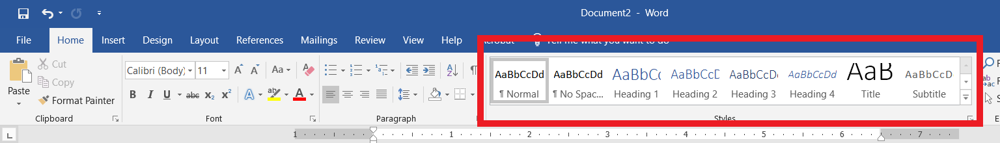 Document2 - Word
File Home Insert Design Layout References Mailings Review View Help Acrobat Tell me what you want to do
Cut
Copy
Paste
Format Painter
Clipboard
Calibri (Body) 11 Aa
B I U abc x2 x2 A ab A
Font
Paragraph
AaBbCcDd AaBbCcDd AaBbCc AaBbCcD AaBbCcDd AaBbCcDd AaB AaBbCcD
¶ Normal ¶ No Spac... Heading 1 Heading 2 Heading 3 Heading 4 Title Subtitle
Styles
1 1 2 3 4 5 6 7